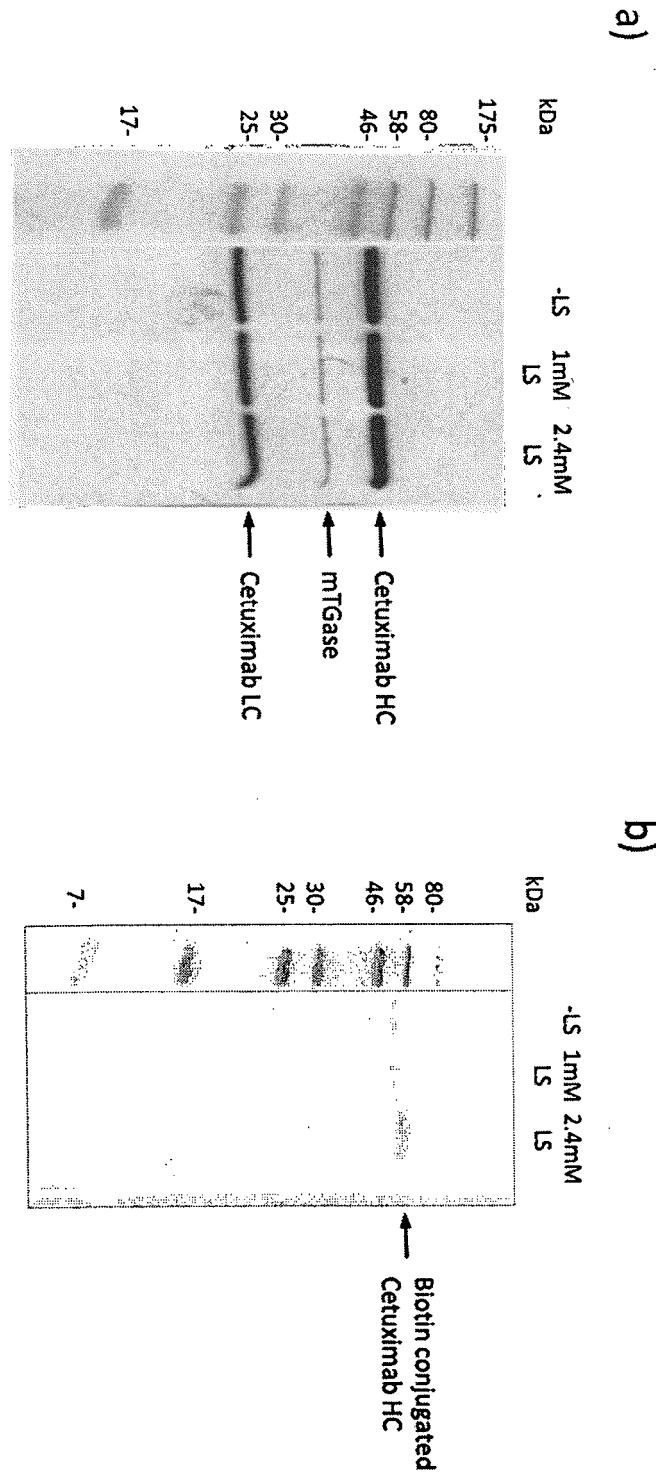 a)
kDa
175-
80-
58-
46-
30-
25-
17-
-LS 1mM 2.4mM
LS LS
Cetuximab HC
mTGase
Cetuximab LC
b)
kDa
80-
58-
46-
30-
25-
17-
7-
-LS 1mM 2.4mM
LS LS
Biotin conjugated
Cetuximab HC